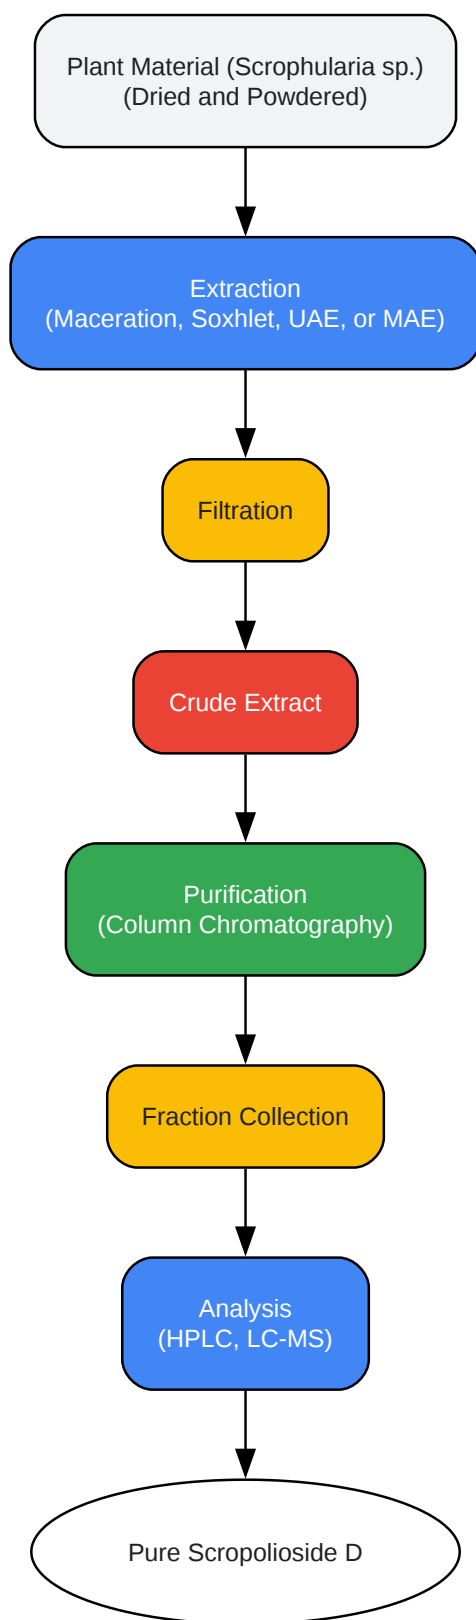 Plant Material (Scrophularia sp.)
(Dried and Powdered)
Extraction
(Maceration, Soxhlet, UAE, or MAE)
Filtration
Crude Extract
Purification
(Column Chromatography)
Fraction Collection
Analysis
(HPLC, LC-MS)
Pure Scropolioside D